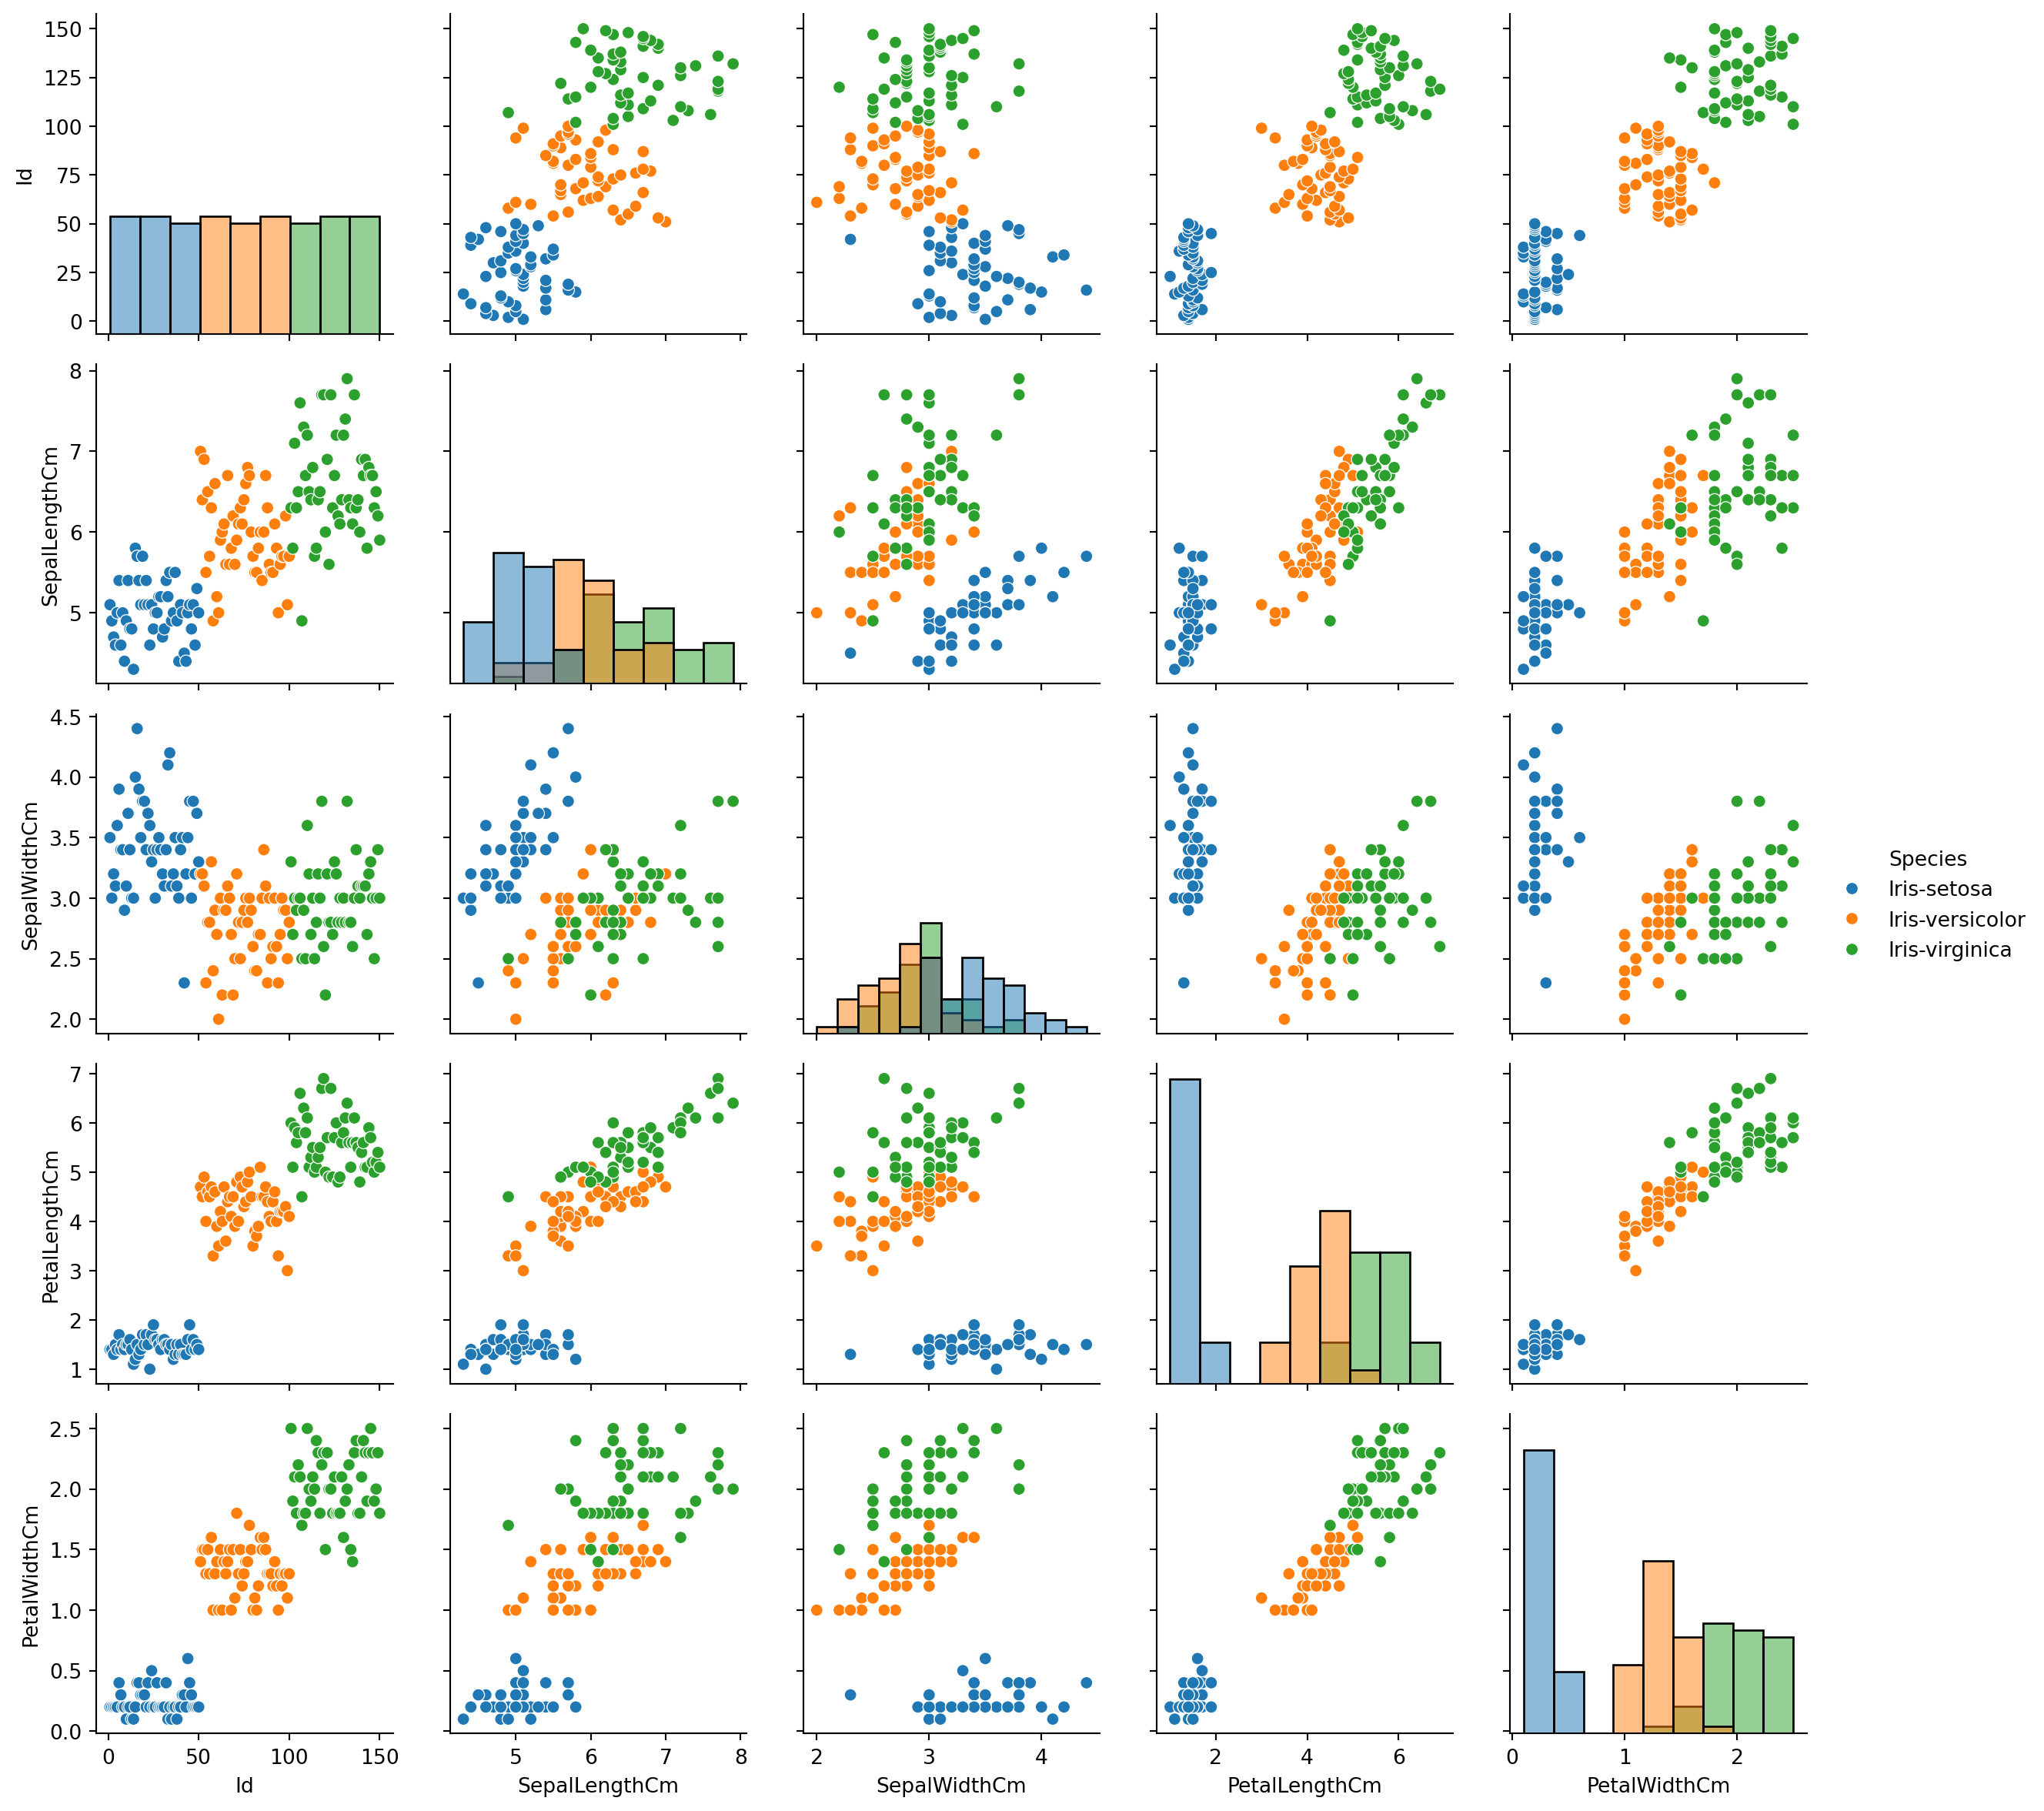 150
125
100
75
50
25
0
Id
8
7
6
5
SepalLengthCm
4.5
4.0
3.5
3.0
2.5
2.0
SepalWidthCm
7
6
5
4
3
2
1
PetalLengthCm
2.5
2.0
1.5
1.0
0.5
0.0
PetalWidthCm
0 50 100 150
Id
5 6 7 8
SepalLengthCm
2 3 4
SepalWidthCm
2 4 6
PetalLengthCm
0 1 2
PetalWidthCm
Species
Iris-setosa
Iris-versicolor
Iris-virginica